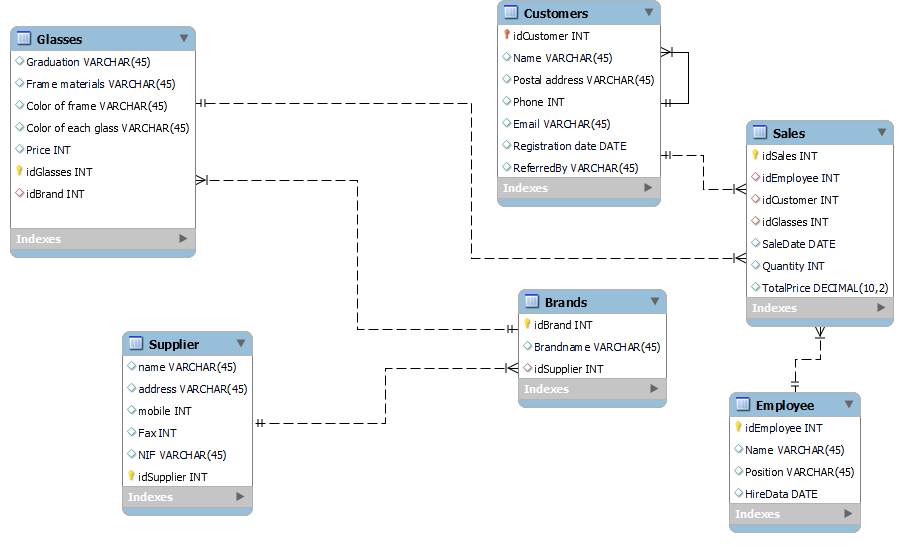 Glasses
Graduation VARCHAR(45)
Frame materials VARCHAR(45)
Color of frame VARCHAR(45)
Color of each glass VARCHAR(45)
Price INT
idGlasses INT
idBrand INT
Indexes
Customers
idCustomer INT
Name VARCHAR(45)
Postal address VARCHAR(45)
Phone INT
Email VARCHAR(45)
Registration date DATE
ReferredBy VARCHAR(45)
Indexes
Sales
idSales INT
idEmployee INT
idCustomer INT
idGlasses INT
SaleDate DATE
Quantity INT
TotalPrice DECIMAL(10,2)
Indexes
Brands
idBrand INT
Brandname VARCHAR(45)
idSupplier INT
Indexes
Supplier
name VARCHAR(45)
address VARCHAR(45)
mobile INT
Fax INT
NIF VARCHAR(45)
idSupplier INT
Indexes
Employee
idEmployee INT
Name VARCHAR(45)
Position VARCHAR(45)
HireData DATE
Indexes